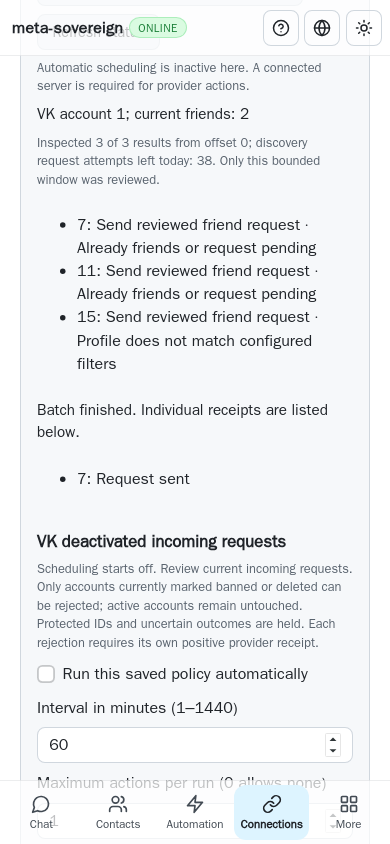 meta-sovereign ONLINE
Automatic scheduling is inactive here. A connected
server is required for provider actions.
VK account 1; current friends: 2
Inspected 3 of 3 results from offset 0; discovery
request attempts left today: 38. Only this bounded
window was reviewed.
7: Send reviewed friend request ·
Already friends or request pending
11: Send reviewed friend request ·
Already friends or request pending
15: Send reviewed friend request ·
Profile does not match configured
filters
Batch finished. Individual receipts are listed
below.
7: Request sent
VK deactivated incoming requests
Scheduling starts off. Review current incoming requests.
Only accounts currently marked banned or deleted can
be rejected; active accounts remain untouched.
Protected IDs and uncertain outcomes are held. Each
rejection requires its own positive provider receipt.
Run this saved policy automatically
Interval in minutes (1–1440)
60
Maximum actions per run (0 allows none)
1
Chat Contacts Automation Connections More